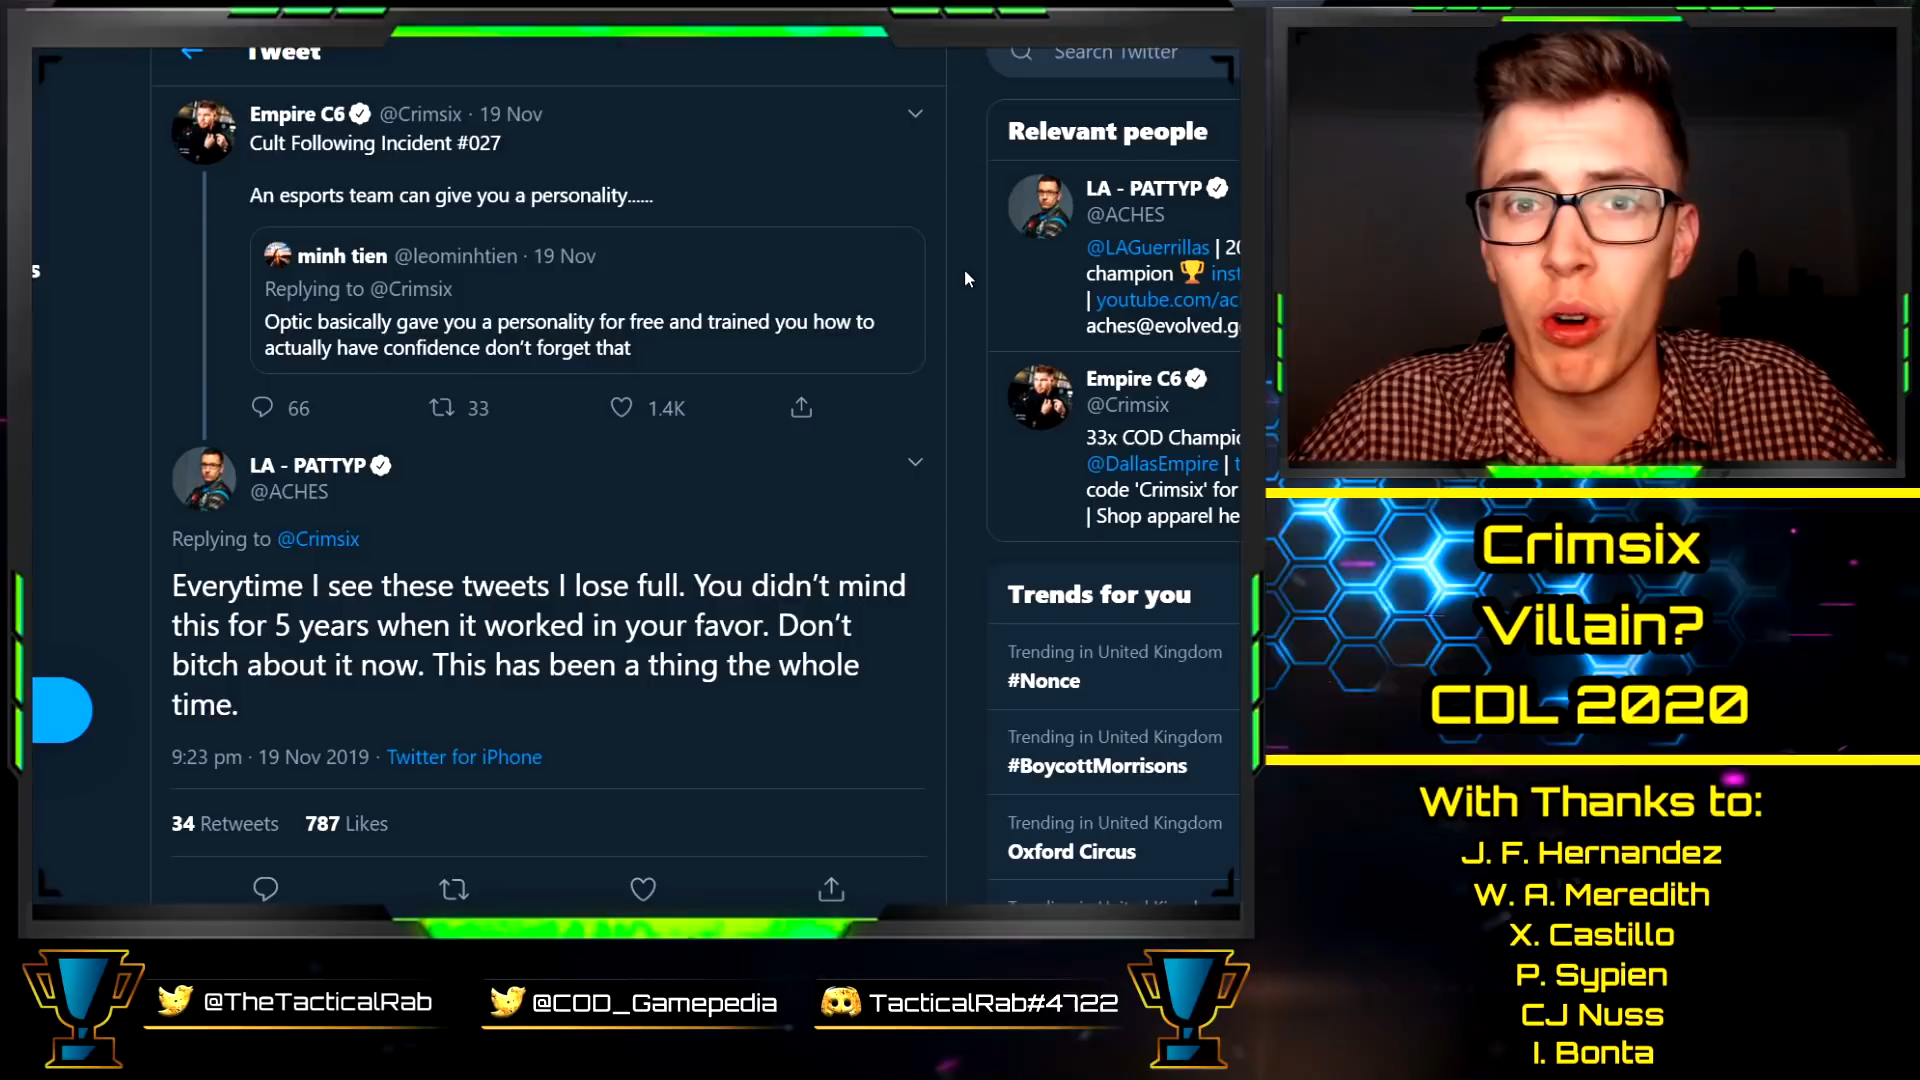 Tweet
Search Twitter
Empire C6 @Crimsix · 19 Nov
Cult Following Incident #027
An esports team can give you a personality......
minh tien @leominhtien · 19 Nov
Replying to @Crimsix
Optic basically gave you a personality for free and trained you how to
actually have confidence don't forget that
66 33 1.4K
LA - PATTYP
@ACHES
Replying to @Crimsix
Everytime I see these tweets I lose full. You didn't mind
this for 5 years when it worked in your favor. Don't
bitch about it now. This has been a thing the whole
time.
9:23 pm · 19 Nov 2019 · Twitter for iPhone
34 Retweets 787 Likes
s
Relevant people
LA - PATTYP
@ACHES
@LAGuerrillas | 20
champion 🏆 inst
| youtube.com/ac
aches@evolved.g
Empire C6
@Crimsix
33x COD Champi
@DallasEmpire | t
code 'Crimsix' for
| Shop apparel he
Trends for you
Trending in United Kingdom
#Nonce
Trending in United Kingdom
#BoycottMorrisons
Trending in United Kingdom
Oxford Circus
Crimsix
Villain?
CDL 2020
With Thanks to:
J. F. Hernandez
W. A. Meredith
X. Castillo
P. Sypien
CJ Nuss
I. Bonta
@TheTacticalRab
@COD_Gamepedia
TacticalRab#4722